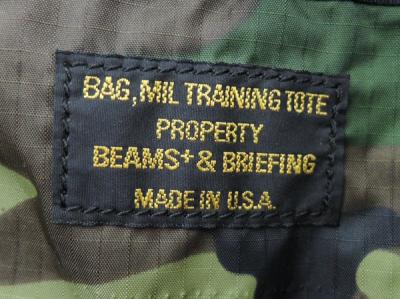 BAG, MIL TRAINING TOTE
PROPERTY
BEAMS+ & BRIEFING
MADE IN U.S.A.